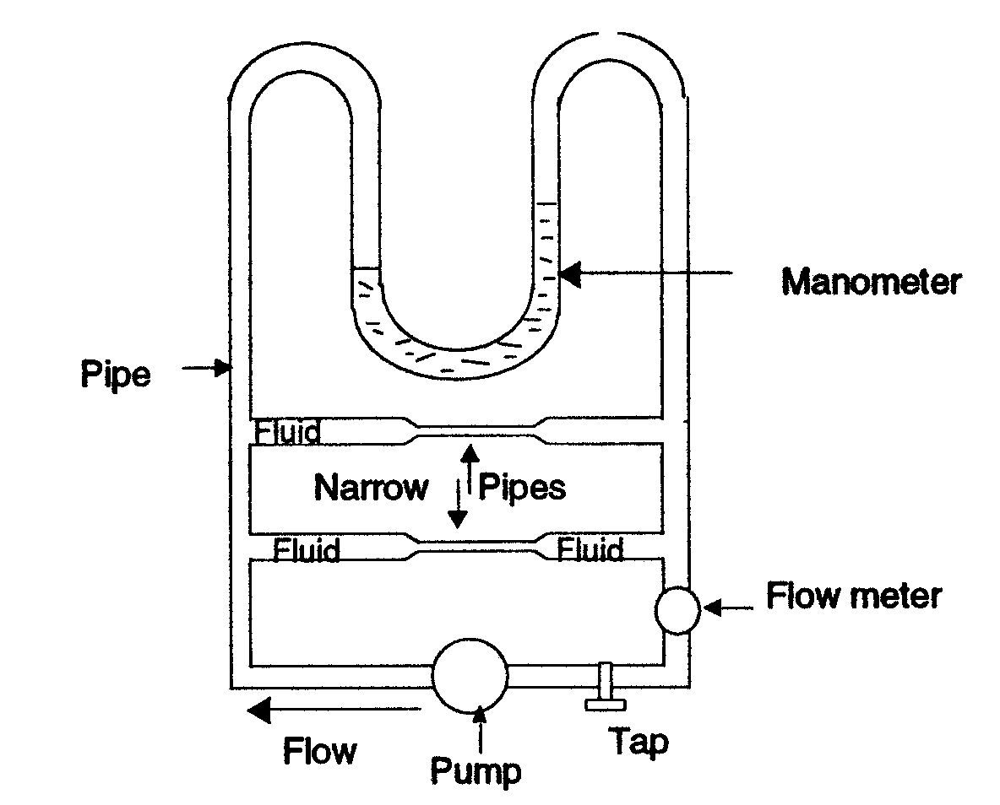 Manometer
Pipe
Fluid
Narrow Pipes
Fluid Fluid
Flow meter
Flow
Pump
Tap